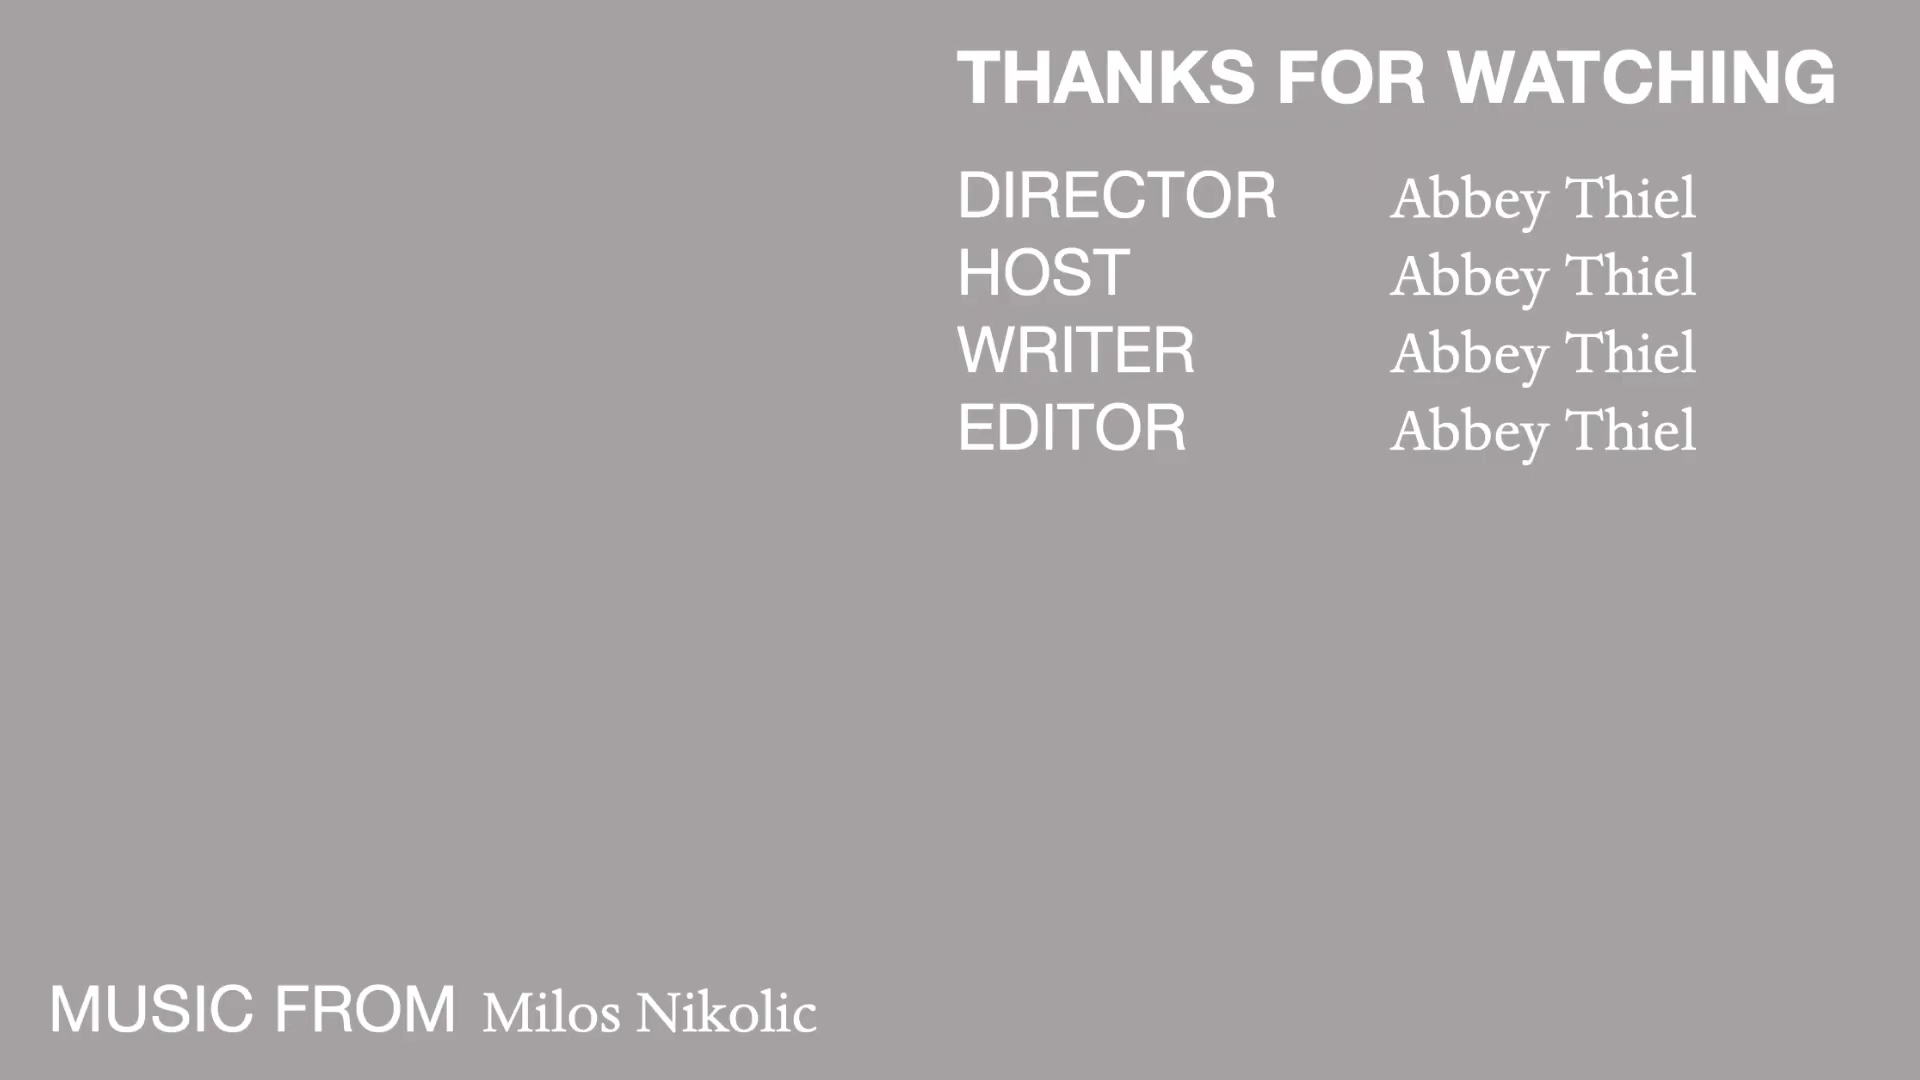 THANKS FOR WATCHING
DIRECTOR Abbey Thiel
HOST Abbey Thiel
WRITER Abbey Thiel
EDITOR Abbey Thiel
MUSIC FROM Milos Nikolic